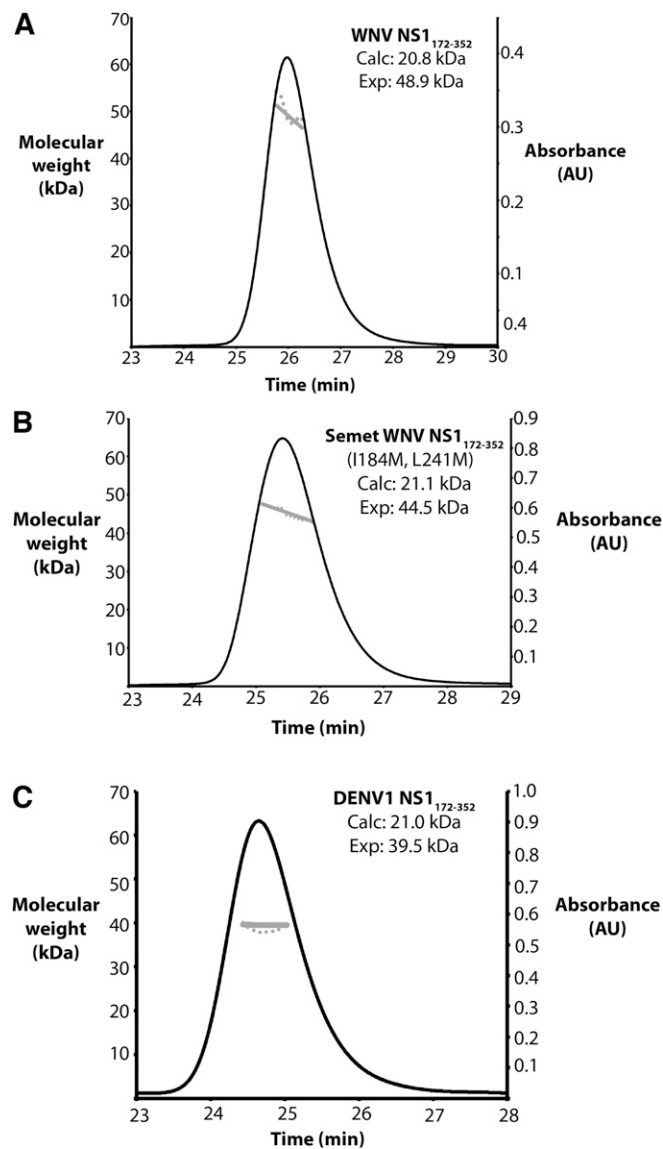 A
WNV NS1172-352
Calc: 20.8 kDa
Exp: 48.9 kDa
Molecular
weight
(kDa)
70
60
50
40
30
20
10
Absorbance
(AU)
0.4
0.3
0.2
0.1
0.4
23 24 25 26 27 28 29 30
Time (min)
B
Semet WNV NS1172-352
(I184M, L241M)
Calc: 21.1 kDa
Exp: 44.5 kDa
Molecular
weight
(kDa)
70
60
50
40
30
20
10
Absorbance
(AU)
0.9
0.8
0.7
0.6
0.5
0.4
0.3
0.2
0.1
23 24 25 26 27 28 29
Time (min)
C
DENV1 NS1172-352
Calc: 21.0 kDa
Exp: 39.5 kDa
Molecular
weight
(kDa)
70
60
50
40
30
20
10
Absorbance
(AU)
1.0
0.9
0.8
0.7
0.6
0.5
0.4
0.3
0.2
0.1
23 24 25 26 27 28
Time (min)